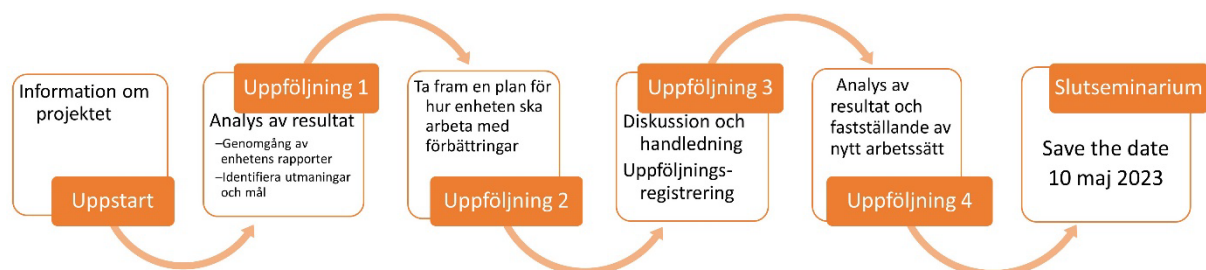 Information om
projektet
Uppstart
Uppföljning 1
Analys av resultat
–Genomgång av
enhetens rapporter
–Identifiera utmaningar
och mål
Ta fram en plan för
hur enheten ska
arbeta med
förbättringar
Uppföljning 2
Uppföljning 3
Diskussion och
handledning
Uppföljnings-
registrering
Analys av
resultat och
fastställande av
nytt arbetssätt
Uppföljning 4
Slutseminarium
Save the date
10 maj 2023